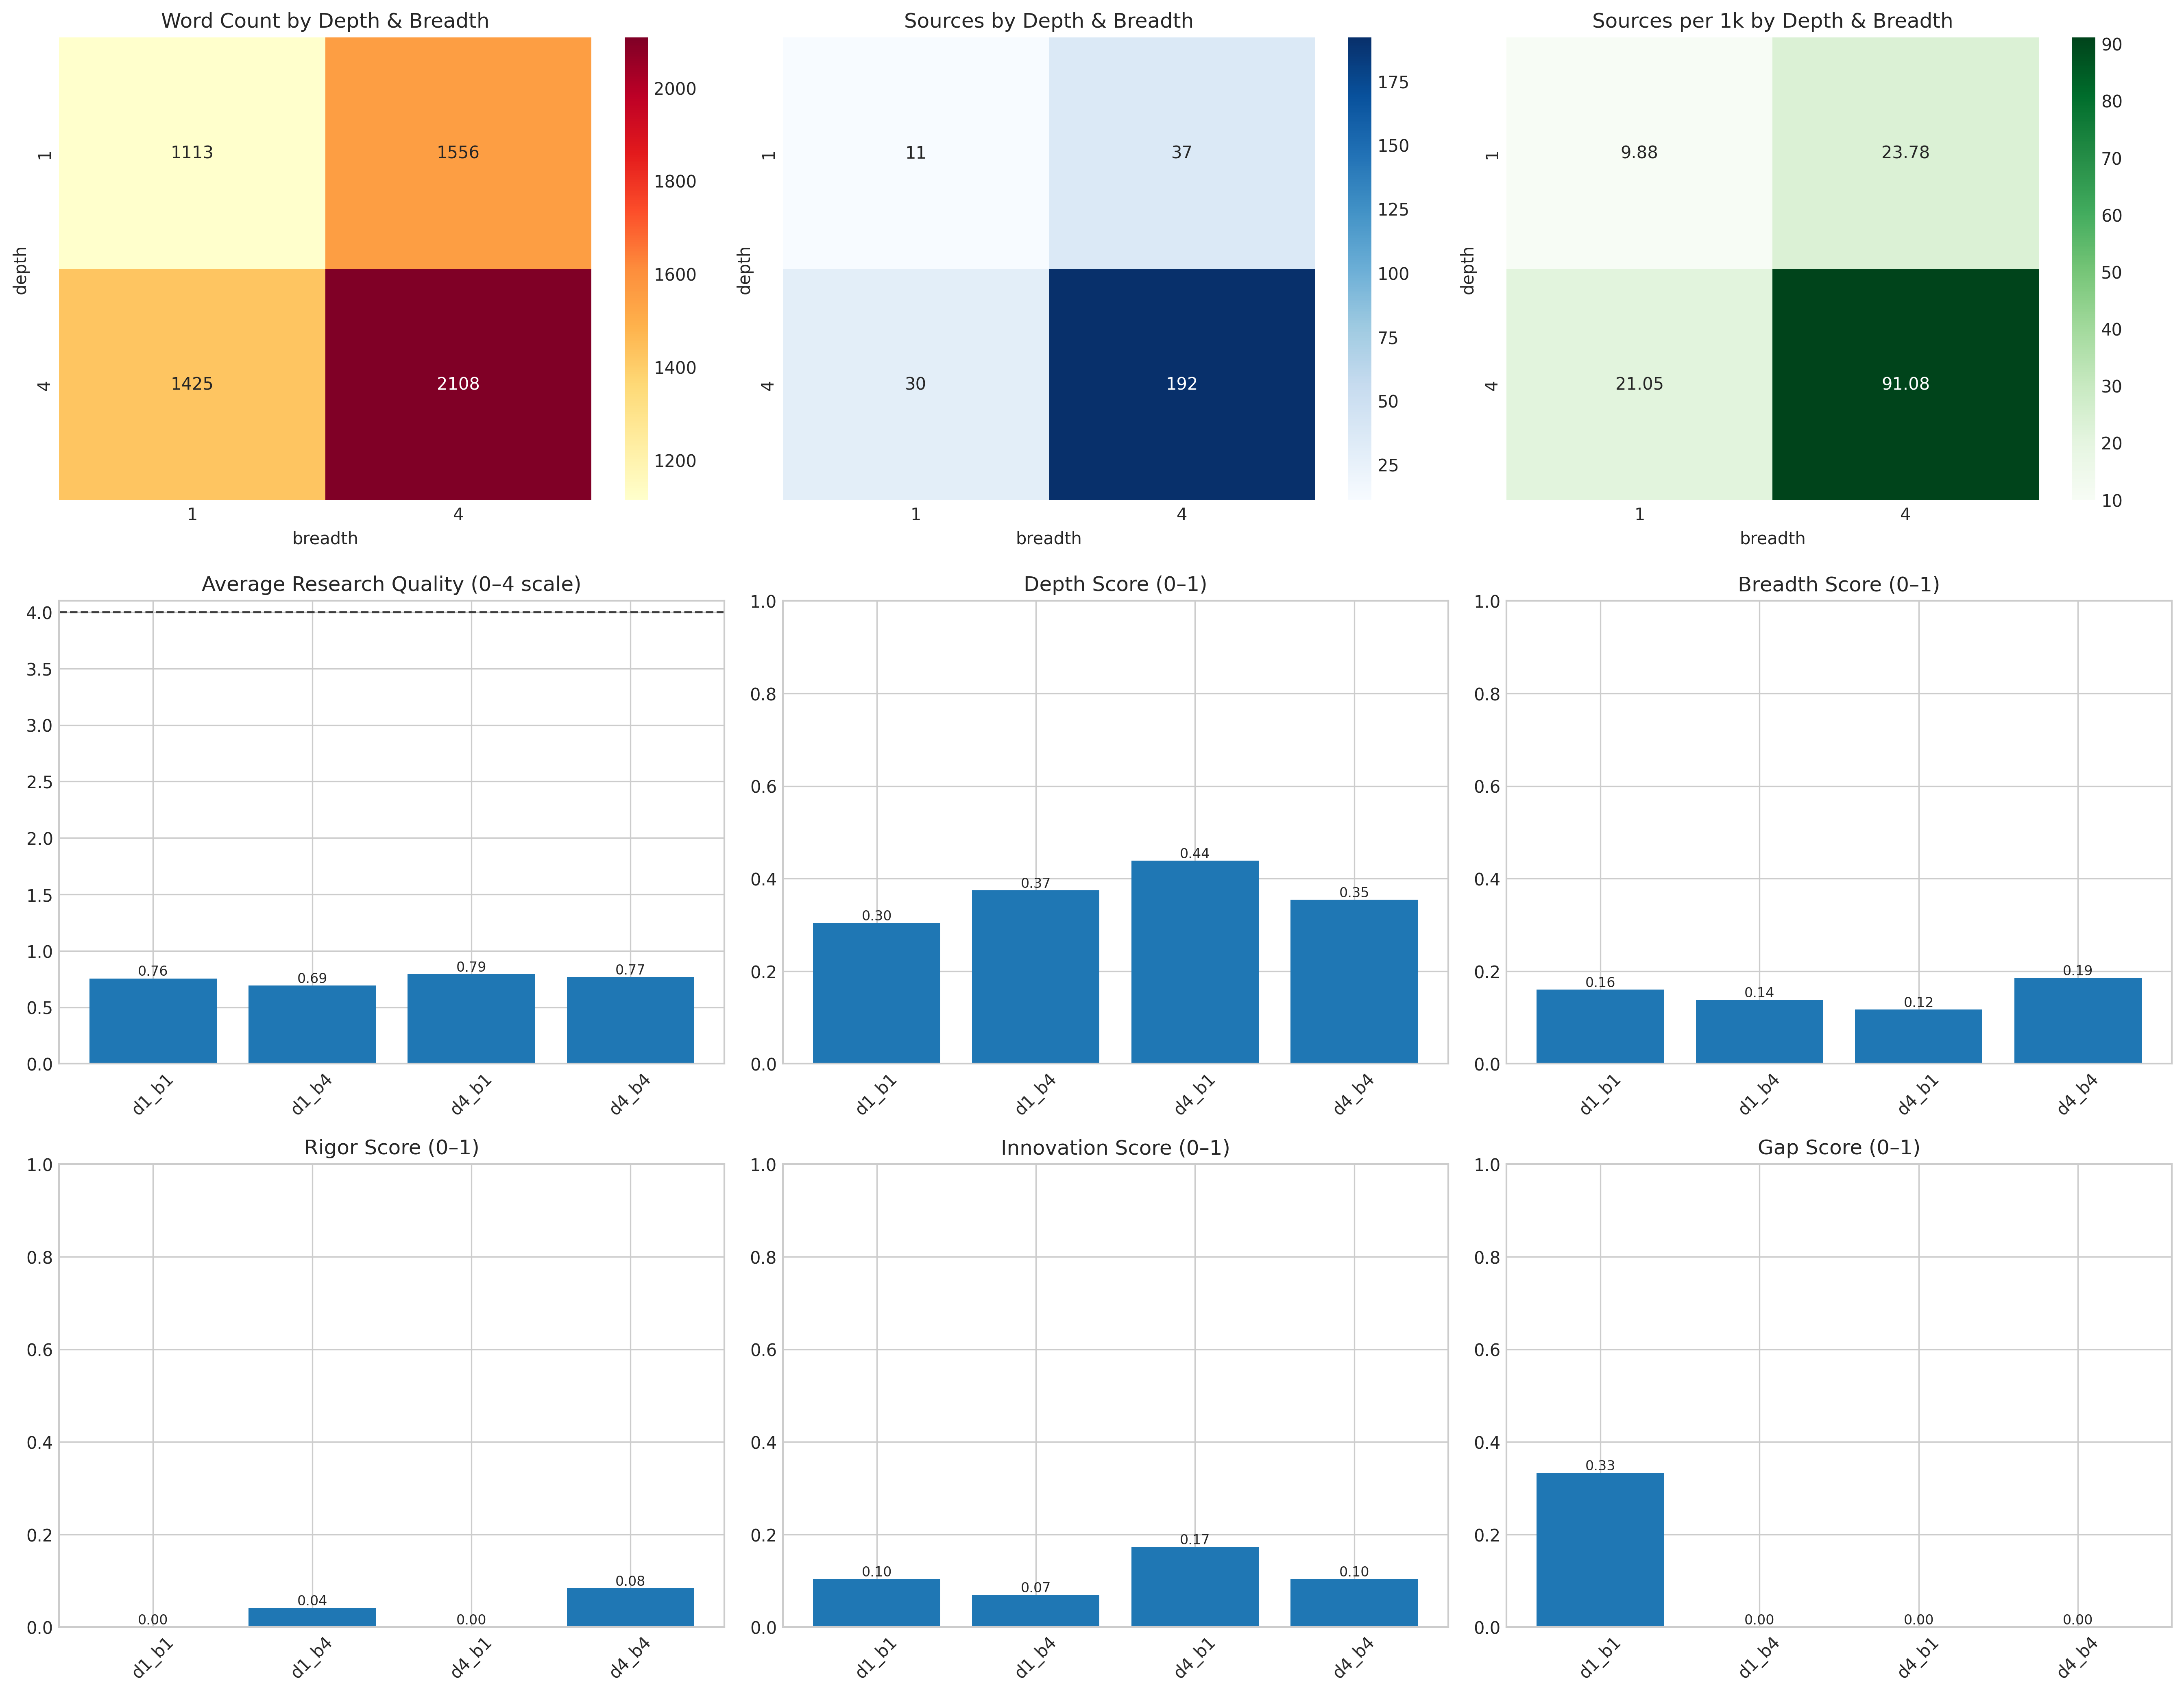 Word Count by Depth & Breadth
1113
1556
1425
2108
1
4
depth
1
4
breadth
2000
1800
1600
1400
1200
Sources by Depth & Breadth
11
37
30
192
1
4
depth
1
4
breadth
175
150
125
100
75
50
25
Sources per 1k by Depth & Breadth
9.88
23.78
21.05
91.08
1
4
depth
1
4
breadth
90
80
70
60
50
40
30
20
10
Average Research Quality (0–4 scale)
4.0
3.5
3.0
2.5
2.0
1.5
1.0
0.5
0.0
0.76
0.69
0.79
0.77
d1_b1
d1_b4
d4_b1
d4_b4
Depth Score (0–1)
1.0
0.8
0.6
0.4
0.2
0.0
0.30
0.37
0.44
0.35
d1_b1
d1_b4
d4_b1
d4_b4
Breadth Score (0–1)
1.0
0.8
0.6
0.4
0.2
0.0
0.16
0.14
0.12
0.19
d1_b1
d1_b4
d4_b1
d4_b4
Rigor Score (0–1)
1.0
0.8
0.6
0.4
0.2
0.0
0.00
0.04
0.00
0.08
d1_b1
d1_b4
d4_b1
d4_b4
Innovation Score (0–1)
1.0
0.8
0.6
0.4
0.2
0.0
0.10
0.07
0.17
0.10
d1_b1
d1_b4
d4_b1
d4_b4
Gap Score (0–1)
1.0
0.8
0.6
0.4
0.2
0.0
0.33
0.00
0.00
0.00
d1_b1
d1_b4
d4_b1
d4_b4